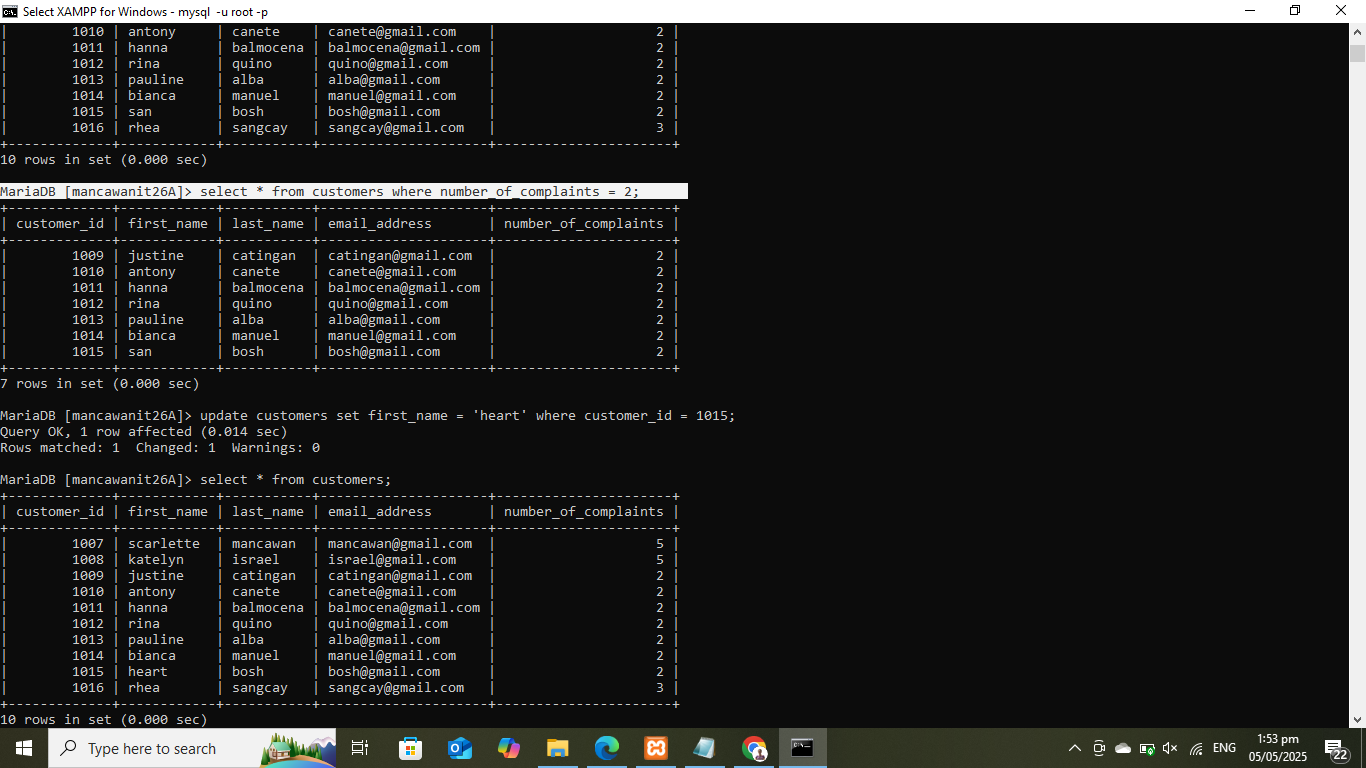 Select XAMPP for Windows - mysql  -u root -p
|        1010 | antony     | canete    | canete@gmail.com     |                    2 |
|        1011 | hanna      | balmocena | balmocena@gmail.com  |                    2 |
|        1012 | rina       | quino     | quino@gmail.com      |                    2 |
|        1013 | pauline    | alba      | alba@gmail.com       |                    2 |
|        1014 | bianca     | manuel    | manuel@gmail.com     |                    2 |
|        1015 | san        | bosh      | bosh@gmail.com       |                    2 |
|        1016 | rhea       | sangcay   | sangcay@gmail.com    |                    3 |
+-------------+------------+-----------+----------------------+----------------------+
10 rows in set (0.000 sec)
MariaDB [mancawanit26A]> select * from customers where number_of_complaints = 2;
+-------------+------------+-----------+----------------------+----------------------+
| customer_id | first_name | last_name | email_address        | number_of_complaints |
+-------------+------------+-----------+----------------------+----------------------+
|        1009 | justine    | catingan  | catingan@gmail.com   |                    2 |
|        1010 | antony     | canete    | canete@gmail.com     |                    2 |
|        1011 | hanna      | balmocena | balmocena@gmail.com  |                    2 |
|        1012 | rina       | quino     | quino@gmail.com      |                    2 |
|        1013 | pauline    | alba      | alba@gmail.com       |                    2 |
|        1014 | bianca     | manuel    | manuel@gmail.com     |                    2 |
|        1015 | san        | bosh      | bosh@gmail.com       |                    2 |
+-------------+------------+-----------+----------------------+----------------------+
7 rows in set (0.000 sec)
MariaDB [mancawanit26A]> update customers set first_name = 'heart' where customer_id = 1015;
Query OK, 1 row affected (0.014 sec)
Rows matched: 1  Changed: 1  Warnings: 0
MariaDB [mancawanit26A]> select * from customers;
+-------------+------------+-----------+----------------------+----------------------+
| customer_id | first_name | last_name | email_address        | number_of_complaints |
+-------------+------------+-----------+----------------------+----------------------+
|        1007 | scarlette  | mancawan  | mancawan@gmail.com   |                    5 |
|        1008 | katelyn    | israel    | israel@gmail.com     |                    5 |
|        1009 | justine    | catingan  | catingan@gmail.com   |                    2 |
|        1010 | antony     | canete    | canete@gmail.com     |                    2 |
|        1011 | hanna      | balmocena | balmocena@gmail.com  |                    2 |
|        1012 | rina       | quino     | quino@gmail.com      |                    2 |
|        1013 | pauline    | alba      | alba@gmail.com       |                    2 |
|        1014 | bianca     | manuel    | manuel@gmail.com     |                    2 |
|        1015 | heart      | bosh      | bosh@gmail.com       |                    2 |
|        1016 | rhea       | sangcay   | sangcay@gmail.com    |                    3 |
+-------------+------------+-----------+----------------------+----------------------+
10 rows in set (0.000 sec)
Type here to search
ENG
1:53 pm
05/05/2025
22